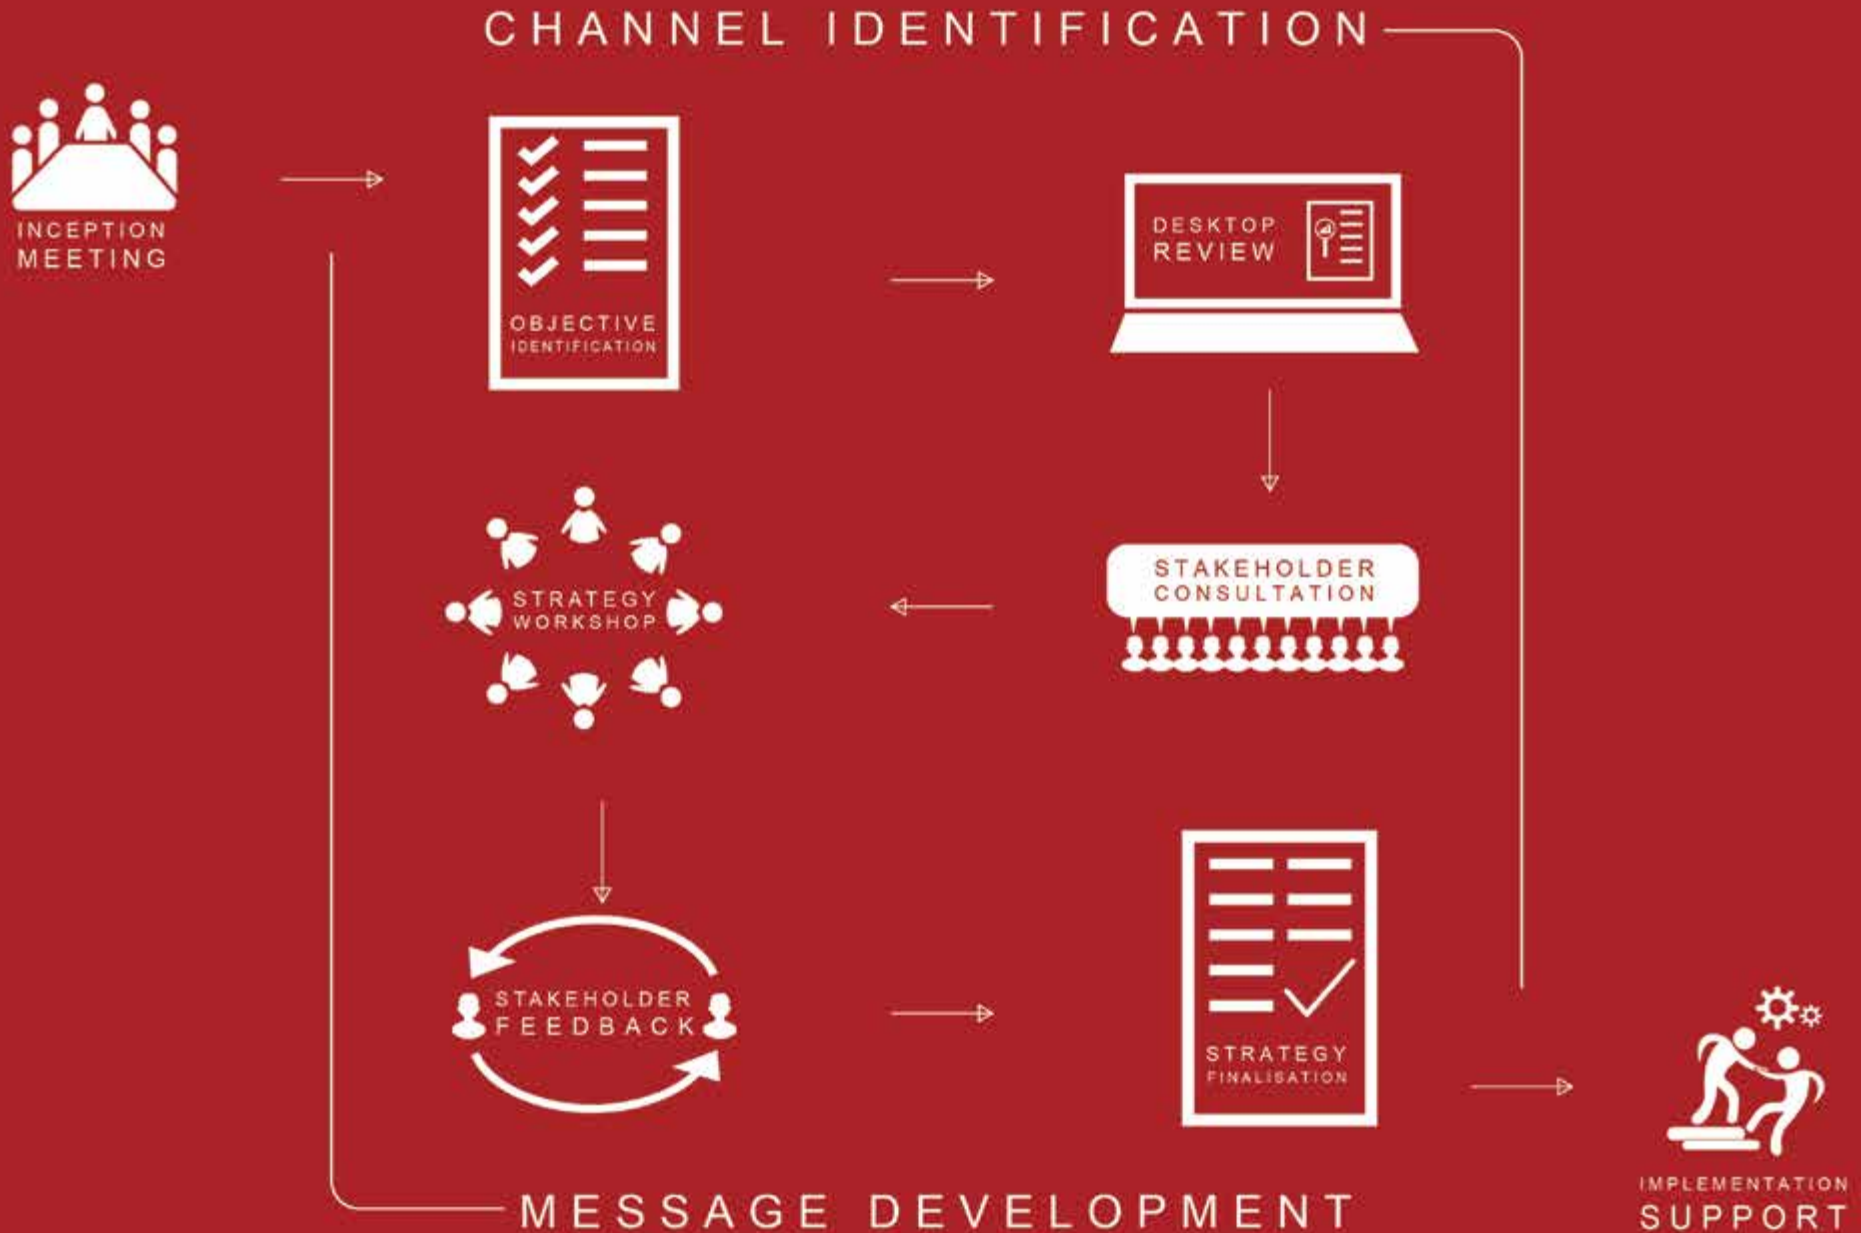 CHANNEL IDENTIFICATION
INCEPTION
MEETING
OBJECTIVE
IDENTIFICATION
DESKTOP
REVIEW
STRATEGY
WORKSHOP
STAKEHOLDER
CONSULTATION
STAKEHOLDER
FEEDBACK
STRATEGY
FINALISATION
IMPLEMENTATION
SUPPORT
MESSAGE DEVELOPMENT